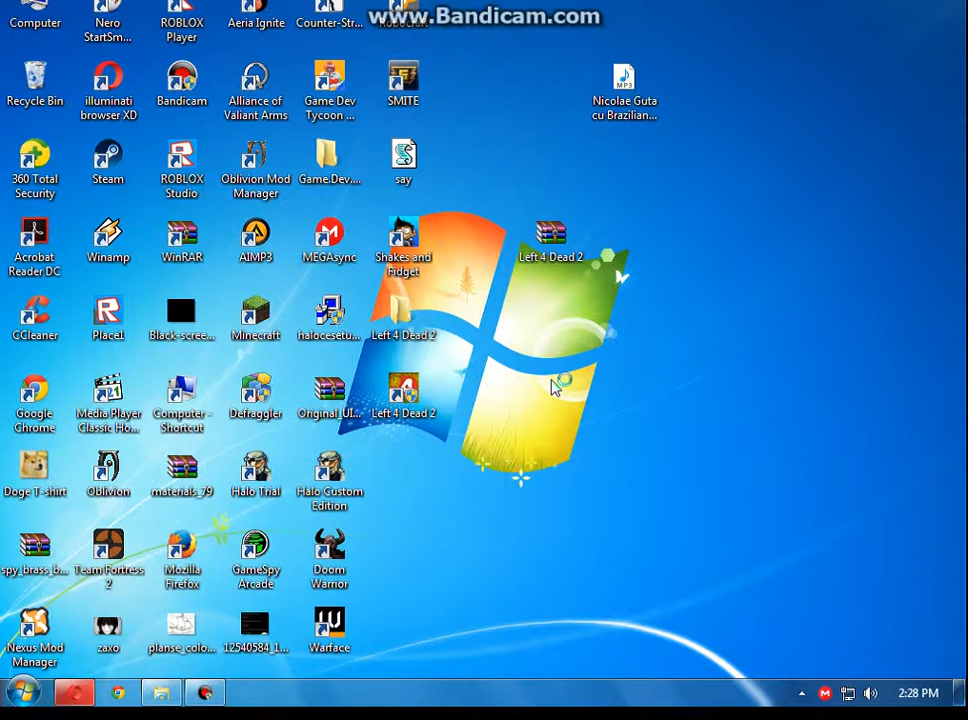 www.Bandicam.com
Computer
Nero
StartSm...
ROBLOX
Player
Aeria Ignite
Counter-Str...
Recycle Bin
illuminati
browser XD
Bandicam
Alliance of
Valiant Arms
Game Dev
Tycoon ...
SMITE
Nicolae Guta
cu Brazilian...
MP3
360 Total
Security
Steam
ROBLOX
Studio
Oblivion Mod
Manager
Game.Dev....
say
Acrobat
Reader DC
Winamp
WinRAR
AIMP3
MEGAsync
Shakes and
Fidget
Left 4 Dead 2
CCleaner
Place1
Black-scree...
Minecraft
halocesetu...
Left 4 Dead 2
Google
Chrome
Media Player
Classic Ho...
Computer -
Shortcut
Defraggler
Original_UI...
Left 4 Dead 2
Doge T-shirt
Oblivion
materials_79
Halo Trial
Halo Custom
Edition
spy_brass_b...
Team Fortress
2
Mozilla
Firefox
GameSpy
Arcade
Doom
Warrior
Nexus Mod
Manager
zaxo
planse_colo...
12540584_1...
Warface
2:28 PM